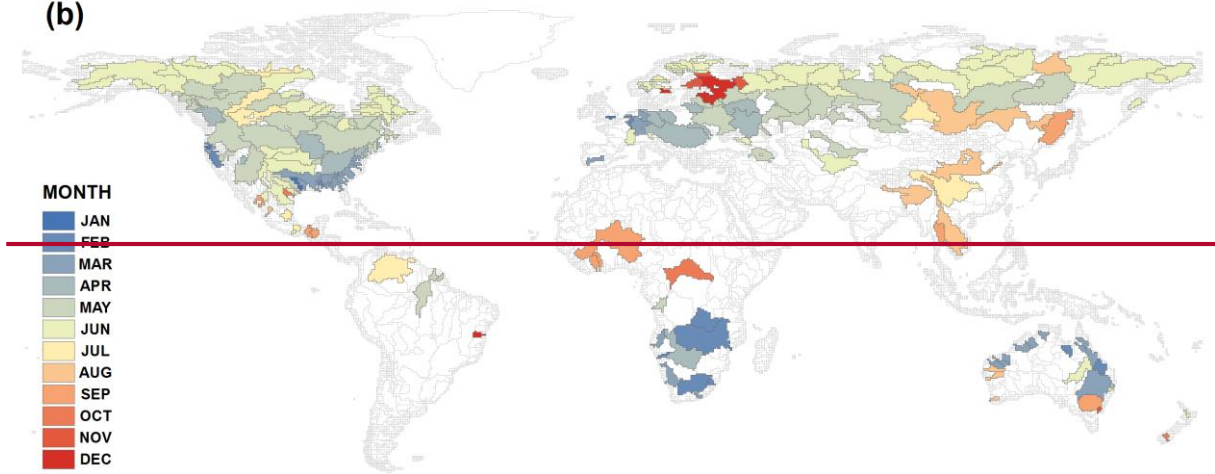 (b)
MONTH
JAN
FEB
MAR
APR
MAY
JUN
JUL
AUG
SEP
OCT
NOV
DEC